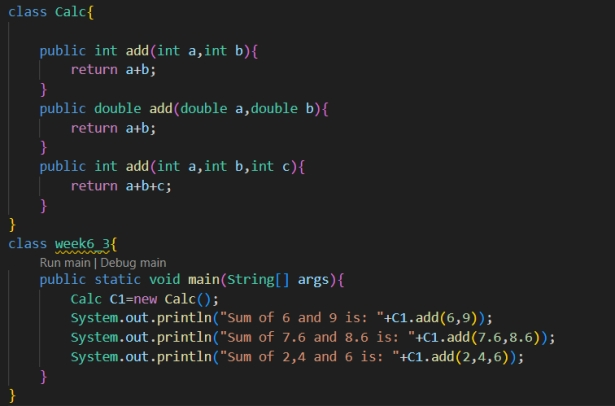 class Calc{
public int add(int a,int b){
return a+b;
}
public double add(double a,double b){
return a+b;
}
public int add(int a,int b,int c){
return a+b+c;
}
}
class week6_3{
Run main | Debug main
public static void main(String[] args){
Calc C1=new Calc();
System.out.println("Sum of 6 and 9 is: "+C1.add(6,9));
System.out.println("Sum of 7.6 and 8.6 is: "+C1.add(7.6,8.6));
System.out.println("Sum of 2,4 and 6 is: "+C1.add(2,4,6));
}
}